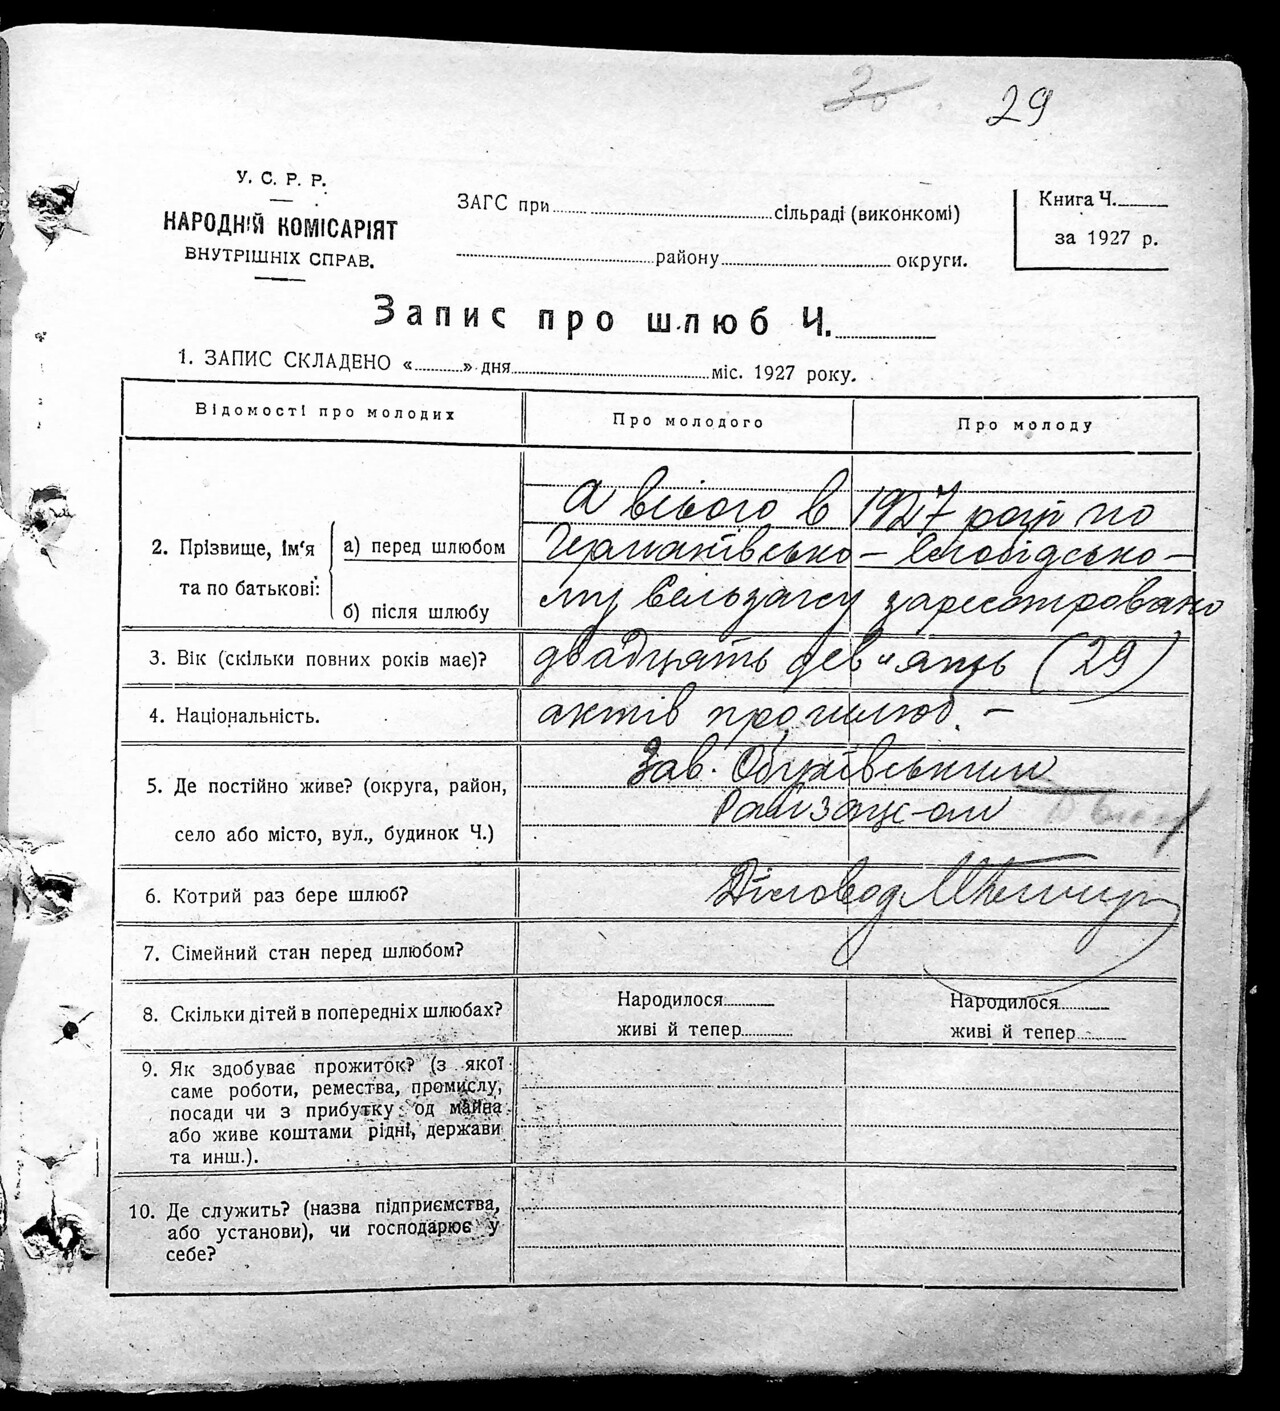 30 29
У. С. Р. Р.
НАРОДНІЙ КОМІСАРІЯТ
ВНУТРІШНІХ СПРАВ.
ЗАГС при сільраді (виконкомі)
району округи.
Книга Ч.
за 1927 р.
Запис про шлюб Ч.
1. ЗАПИС СКЛАДЕНО « » дня міс. 1927 року.
Відомості про молодих Про молодого Про молоду
А всього в 1927 році по
2. Прізвище, ім'я та по батькові:
а) перед шлюбом
б) після шлюбу
Германівсько – Слобідсько –
му Сельзагсу зареєстровано
3. Вік (скільки повних років має)?
двадцять дев'ять (29)
4. Національність.
актів про шлюб. –
5. Де постійно живе? (округа, район,
село або місто, вул., будинок Ч.)
Зав. Обухівським
Райзагс-ом
6. Котрий раз бере шлюб?
Діловод
7. Сімейний стан перед шлюбом?
8. Скільки дітей в попередніх шлюбах?
Народилося Народилося
живі й тепер живі й тепер
9. Як здобуває прожиток? (з якої
саме роботи, ремества, промислу,
посади чи з прибутку од майна
або живе коштами рідні, держави
та инш.).
10. Де служить? (назва підприємства,
або установи), чи господарює у
себе?